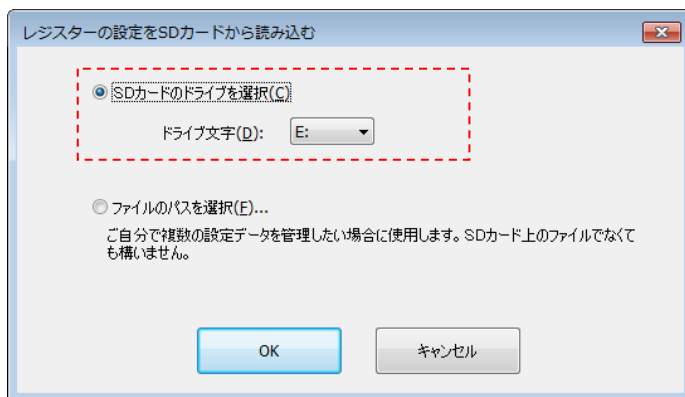 レジスターの設定をSDカードから読み込む
SDカードのドライブを選択(C)
ドライブ文字(D): E:
ファイルのパスを選択(F)...
ご自分で複数の設定データを管理したい場合に使用します。SDカード上のファイルでなくて
も構いません。
OK キャンセル